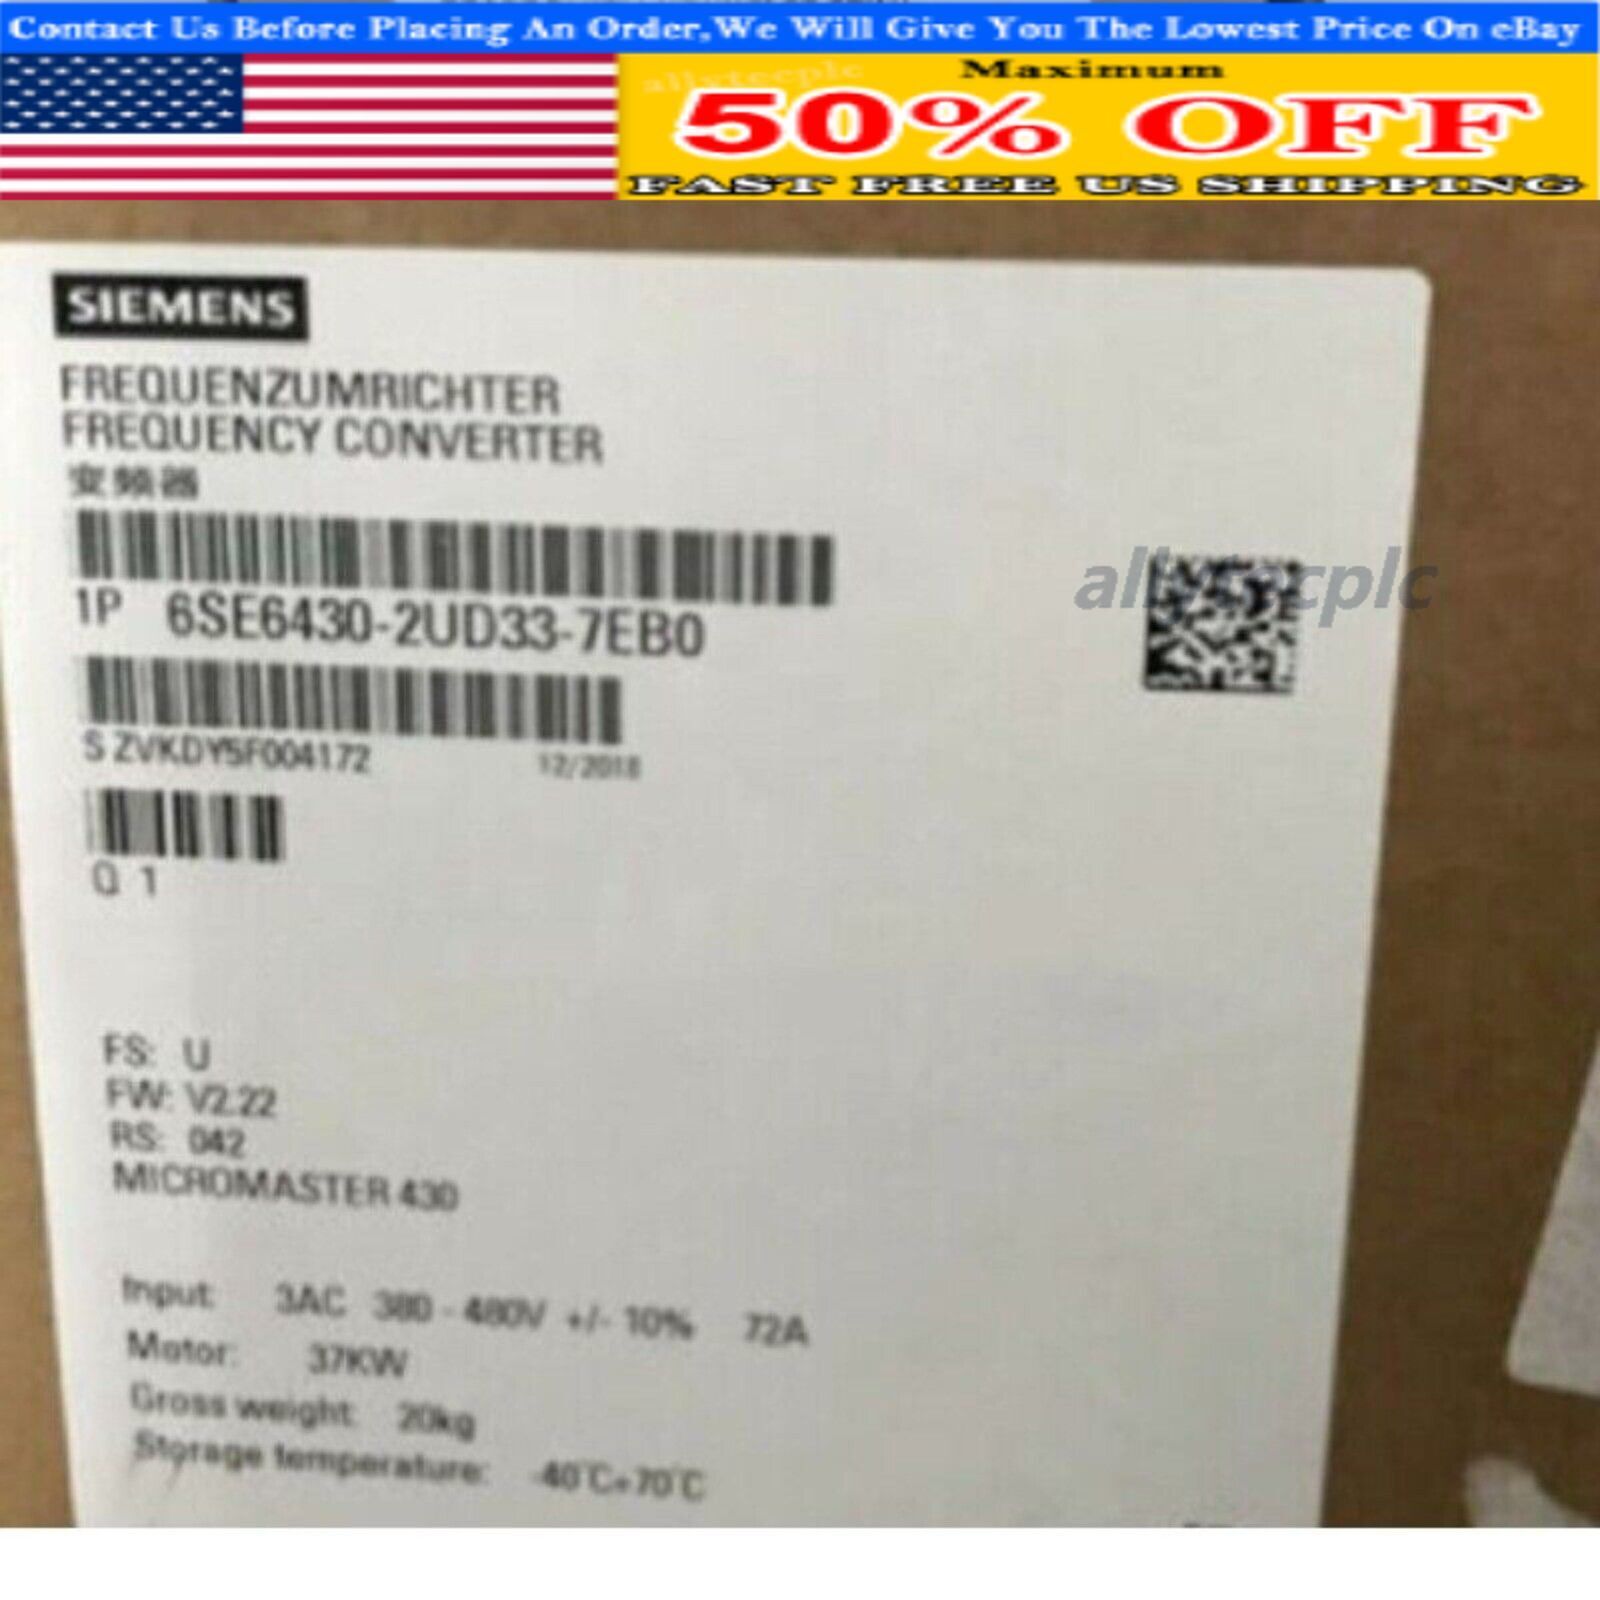 Contact Us Before Placing An Order,We Will Give You The Lowest Price On eBay
allytecplc
Maximum
50% OFF
FAST FREE US SHIPPING
SIEMENS
FREQUENZUMRICHTER
FREQUENCY CONVERTER
变频器
1P 6SE6430-2UD33-7EB0
allytecplc
S ZVKDY5F004172 12/2018
Q 1
FS: U
FW: V2.22
RS: 042
MICROMASTER 430
Input: 3AC 380 - 480V +/- 10% 72A
Motor: 37KW
Gross weight: 20kg
Storage temperature: -40°C+70°C